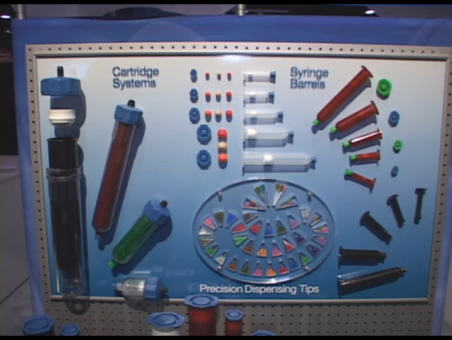 Cartridge
Systems
Syringe
Barrels
Precision Dispensing Tips